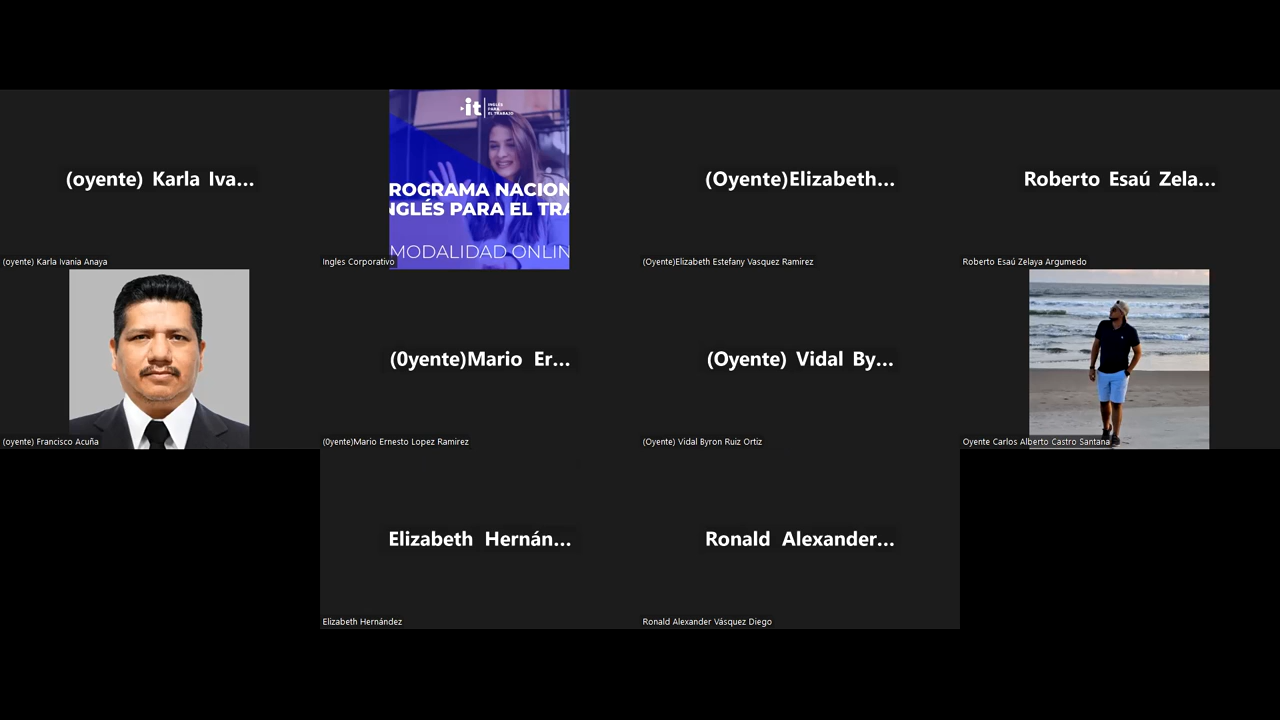 (oyente) Karla Iva...
(oyente) Karla Ivania Anaya
it
INGLÉS
PARA
EL TRABAJO
ROGRAMA NACION
NGLÉS PARA EL TRA
MODALIDAD ONLIN
Ingles Corporativo
(Oyente)Elizabeth...
(Oyente)Elizabeth Estefany Vasquez Ramirez
Roberto Esaú Zela...
Roberto Esaú Zelaya Argumedo
(oyente) Francisco Acuña
(0yente)Mario Er...
(0yente)Mario Ernesto Lopez Ramirez
(Oyente) Vidal By...
(Oyente) Vidal Byron Ruiz Ortiz
Oyente Carlos Alberto Castro Santana
Elizabeth Hernán...
Elizabeth Hernández
Ronald Alexander...
Ronald Alexander Vásquez Diego